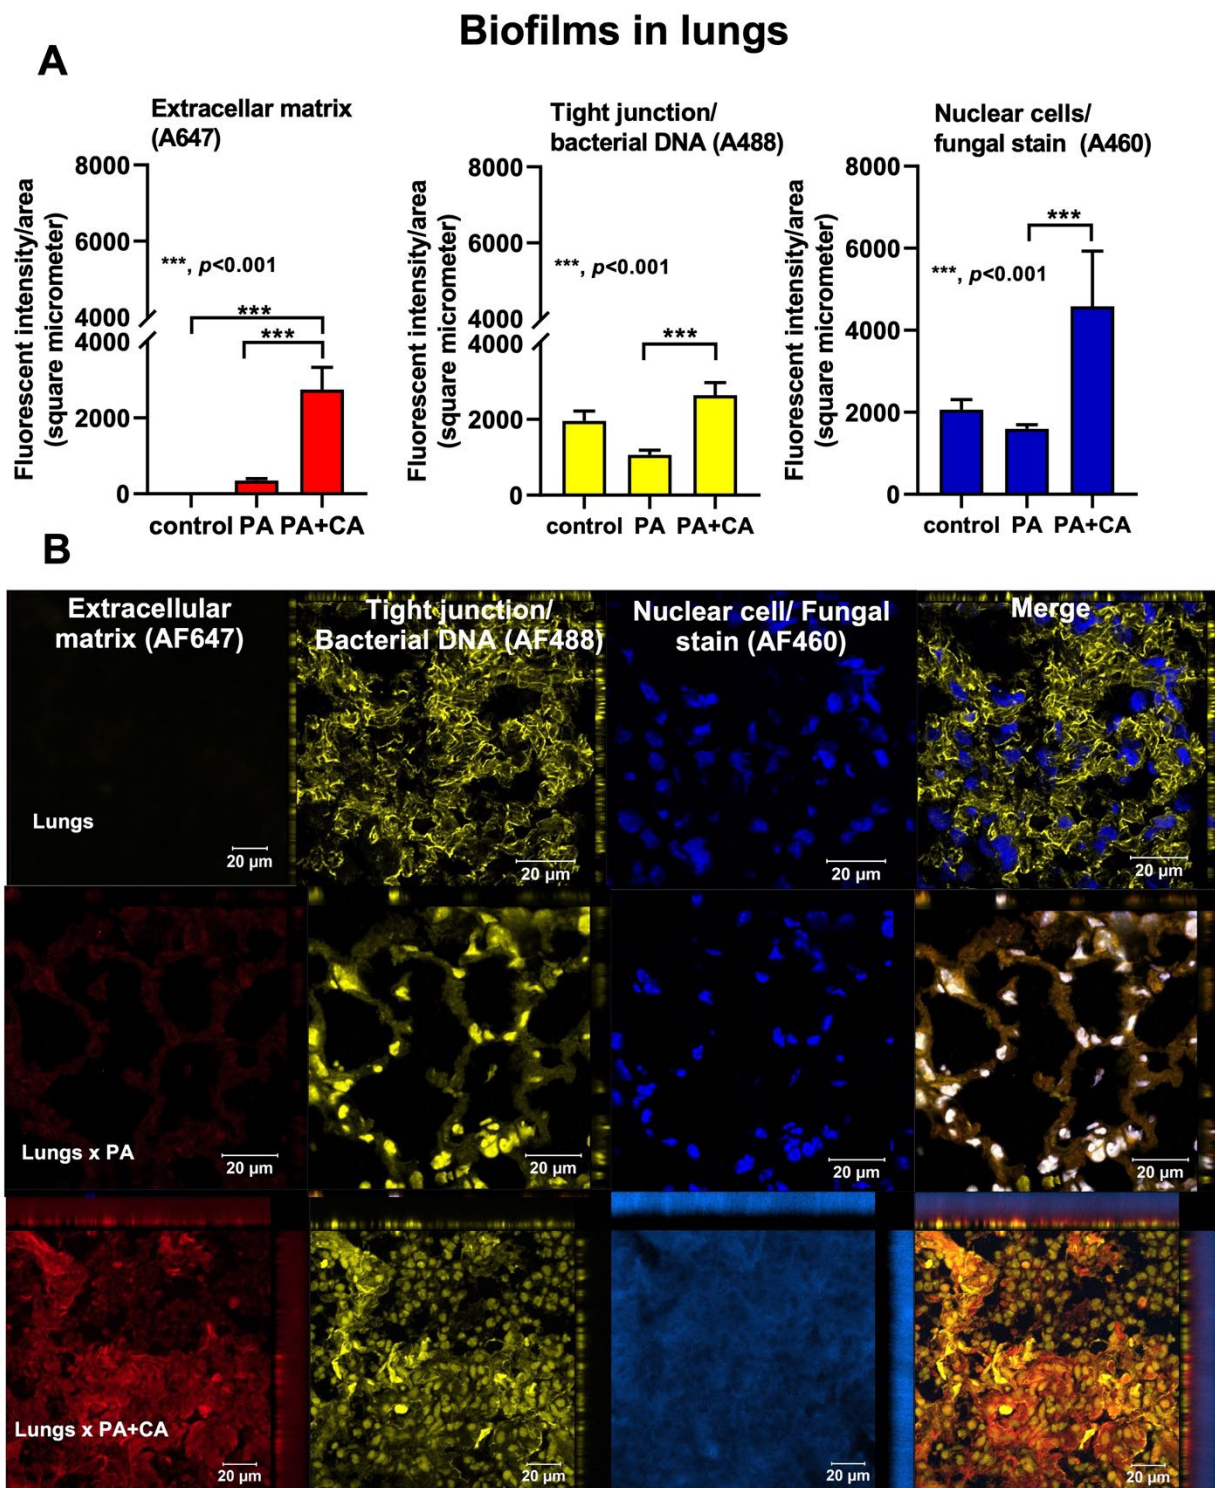 Biofilms in lungs
A
Extracellar matrix
(A647)
Fluorescent intensity/area
(square micrometer)
8000
6000
4000
4000
2000
0
***, p<0.001
***
***
control PA PA+CA
Tight junction/
bacterial DNA (A488)
Fluorescent intensity/area
(square micrometer)
8000
6000
4000
4000
2000
0
***, p<0.001
***
control PA PA+CA
Nuclear cells/
fungal stain (A460)
Fluorescent intensity/area
(square micrometer)
8000
6000
4000
2000
0
***, p<0.001
***
control PA PA+CA
B
Extracellular
matrix (AF647)
Tight junction/
Bacterial DNA (AF488)
Nuclear cell/ Fungal
stain (AF460)
Merge
Lungs
20 µm
20 µm
20 µm
20 µm
Lungs x PA
20 µm
20 µm
20 µm
20 µm
Lungs x PA+CA
20 µm
20 µm
20 µm
20 µm